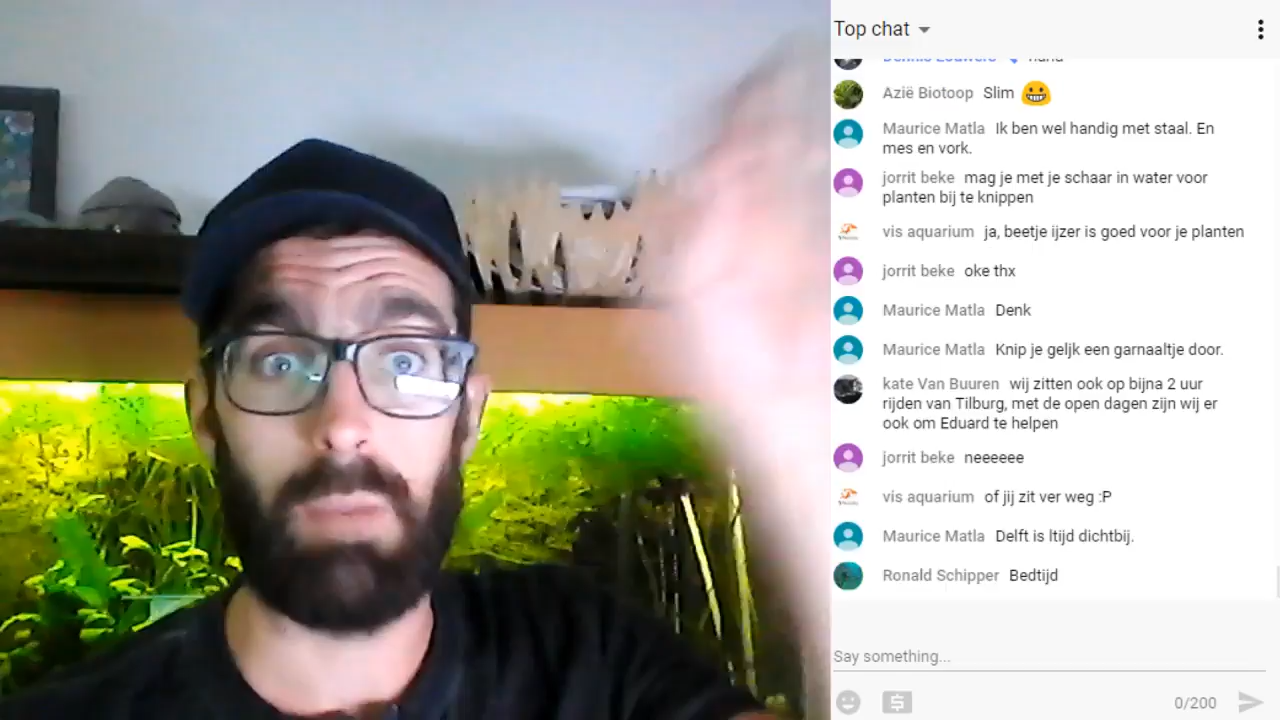 Top chat
Azië Biotoop Slim
Maurice Matla Ik ben wel handig met staal. En
mes en vork.
jorrit beke mag je met je schaar in water voor
planten bij te knippen
vis aquarium ja, beetje ijzer is goed voor je planten
jorrit beke oke thx
Maurice Matla Denk
Maurice Matla Knip je geljk een garnaaltje door.
kate Van Buuren wij zitten ook op bijna 2 uur
rijden van Tilburg, met de open dagen zijn wij er
ook om Eduard te helpen
jorrit beke neeeeee
vis aquarium of jij zit ver weg :P
Maurice Matla Delft is ltijd dichtbij.
Ronald Schipper Bedtijd
Say something...
0/200